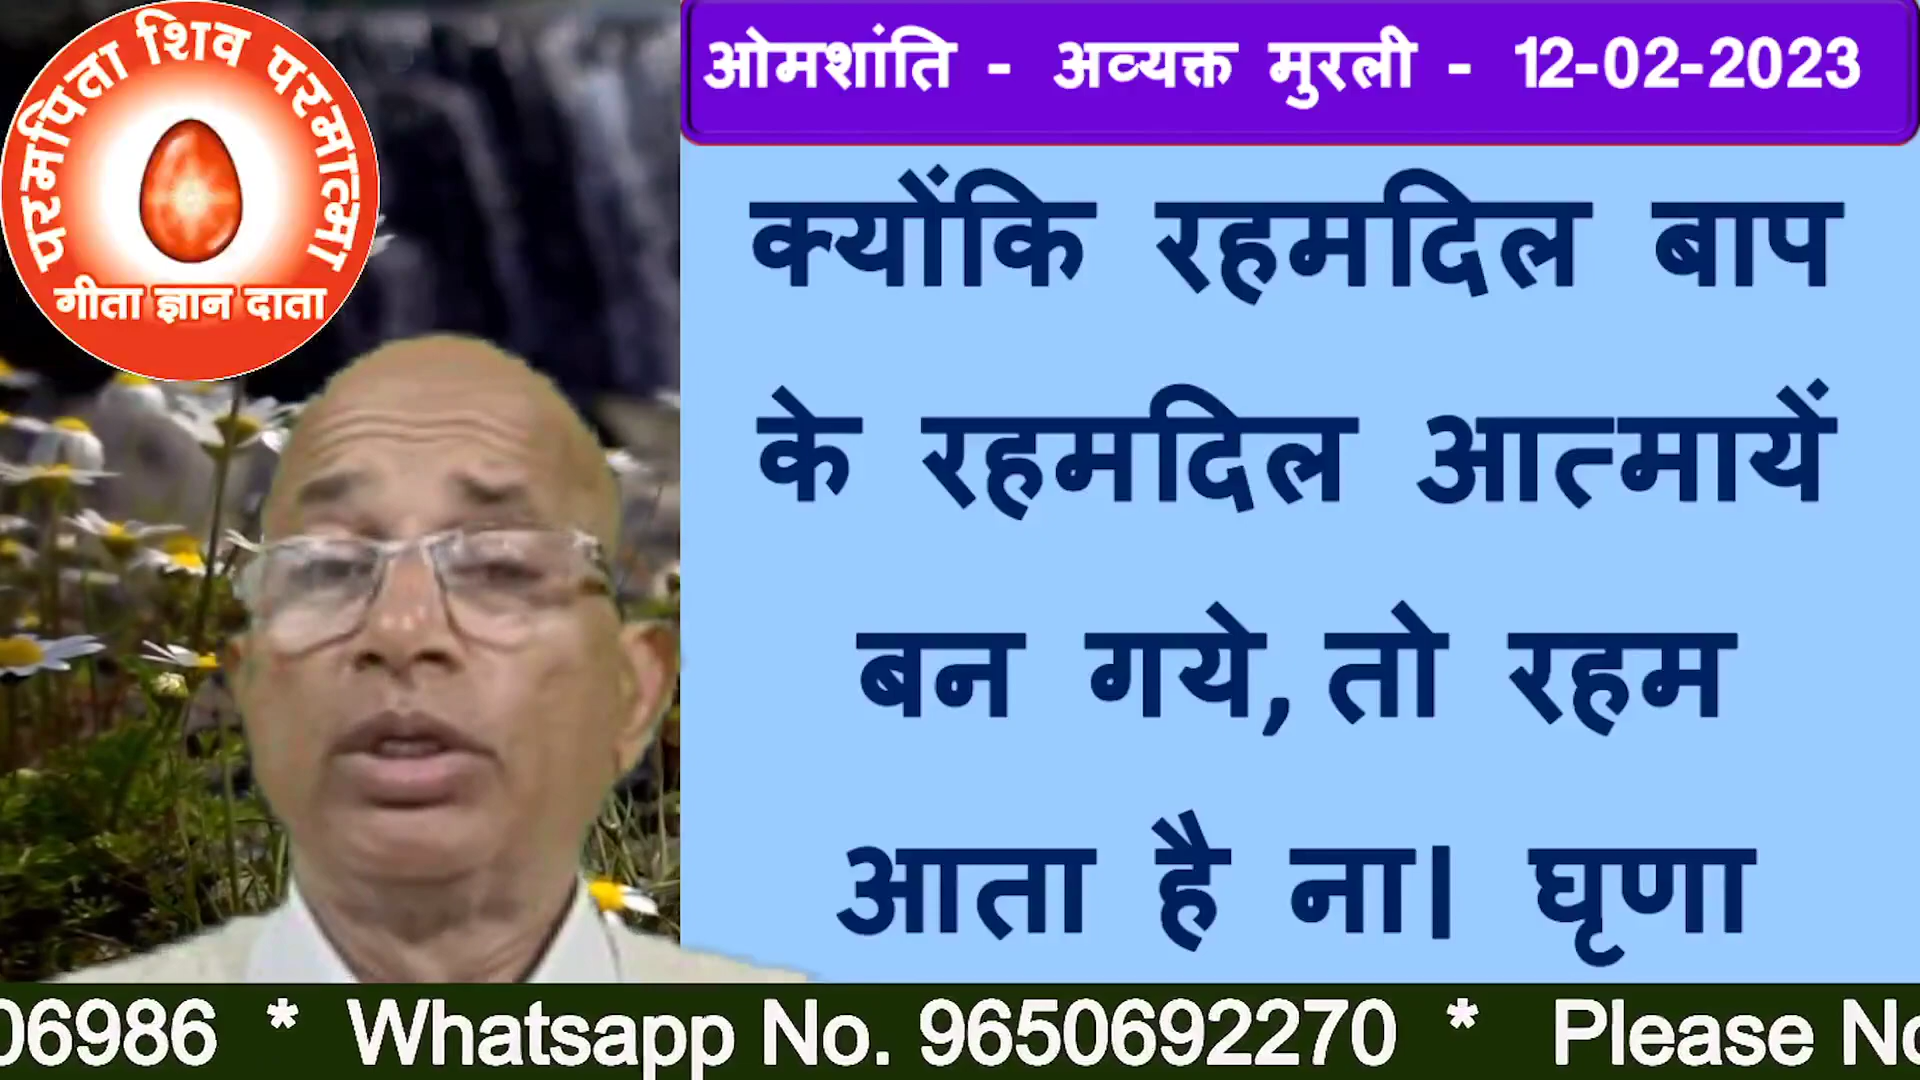 परमपिता शिव परमात्मा
गीता ज्ञान दाता
ओमशांति - अव्यक्त मुरली - 12-02-2023
क्योंकि रहमदिल बाप
के रहमदिल आत्मायें
बन गये, तो रहम
आता है ना। घृणा
06986 * Whatsapp No. 9650692270 * Please No